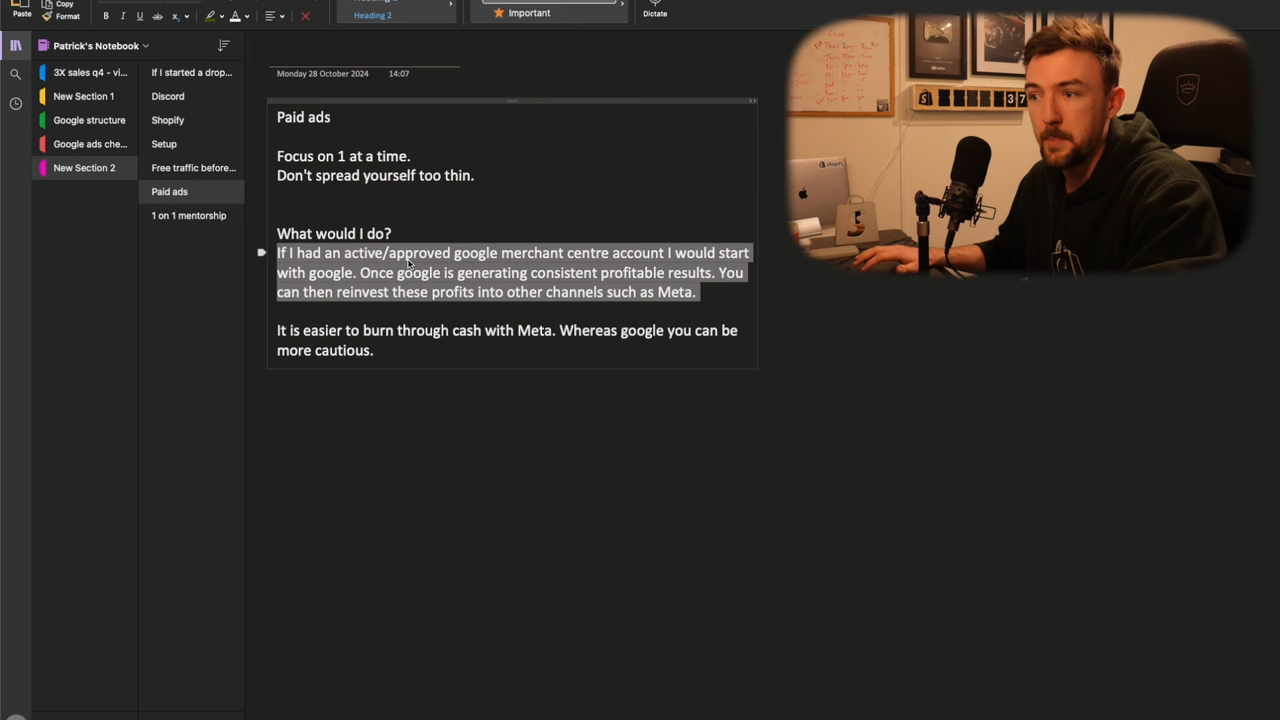 Paste
Copy
Format
B I U ab x A
Heading 2
Important
Dictate
Patrick's Notebook
3X sales q4 - vi...
New Section 1
Google structure
Google ads che...
New Section 2
If I started a drop...
Discord
Shopify
Setup
Free traffic before...
Paid ads
1 on 1 mentorship
Monday 28 October 2024 14:07
Paid ads
Focus on 1 at a time.
Don't spread yourself too thin.
What would I do?
If I had an active/approved google merchant centre account I would start
with google. Once google is generating consistent profitable results. You
can then reinvest these profits into other channels such as Meta.
It is easier to burn through cash with Meta. Whereas google you can be
more cautious.
shopify
3 7